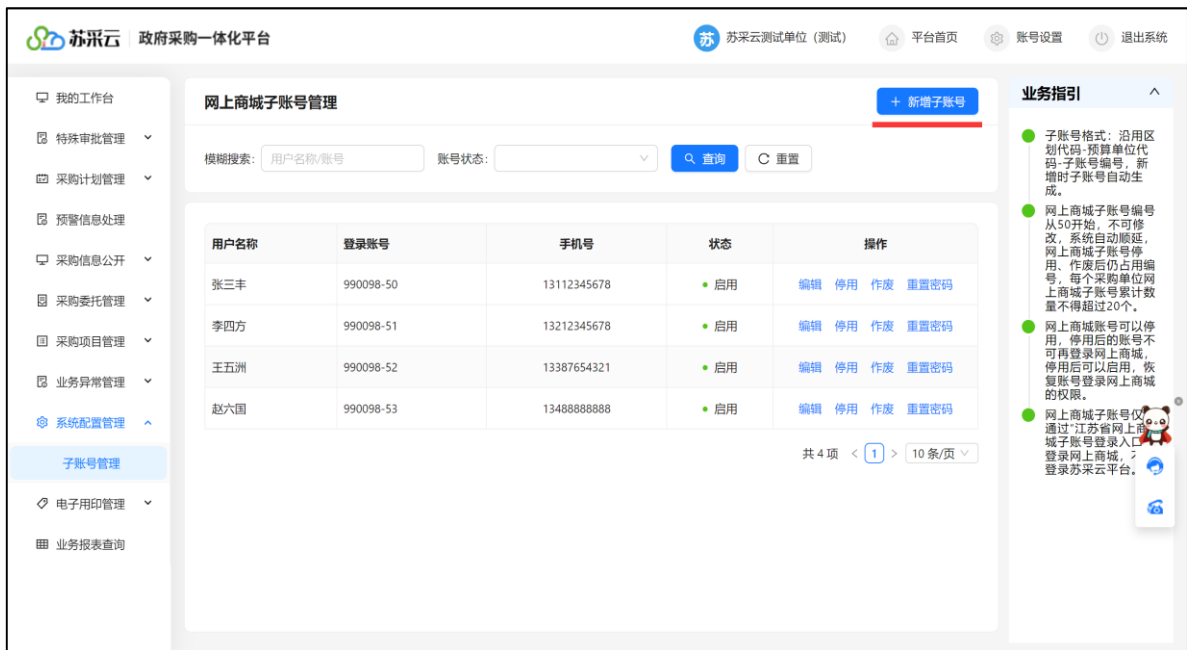 苏采云 政府采购一体化平台
苏 苏采云测试单位（测试） 平台首页 账号设置 退出系统
我的工作台
特殊审批管理
采购计划管理
预警信息处理
采购信息公开
采购委托管理
采购项目管理
业务异常管理
系统配置管理
子账号管理
电子用印管理
业务报表查询
网上商城子账号管理
+ 新增子账号
模糊搜索: 用户名称/账号 账号状态: 查询 重置
用户名称 登录账号 手机号 状态 操作
张三丰 990098-50 13112345678 启用 编辑 停用 作废 重置密码
李四方 990098-51 13212345678 启用 编辑 停用 作废 重置密码
王五洲 990098-52 13387654321 启用 编辑 停用 作废 重置密码
赵六国 990098-53 13488888888 启用 编辑 停用 作废 重置密码
共 4 项 < 1 > 10 条/页
业务指引
子账号格式：沿用区
划代码-预算单位代
码-子账号编号，新
增时子账号自动生
成。
网上商城子账号编号
从50开始，不可修
改，系统自动顺延，
网上商城子账号停
用、作废后仍占用编
号，每个采购单位网
上商城子账号累计数
量不得超过20个。
网上商城账号可以停
用，停用后的账号不
可再登录网上商城，
停用后可以启用，恢
复账号登录网上商城
的权限。
网上商城子账号仅
通过“江苏省网上商
城子账号登录入口
登录网上商城，
登录苏采云平台。